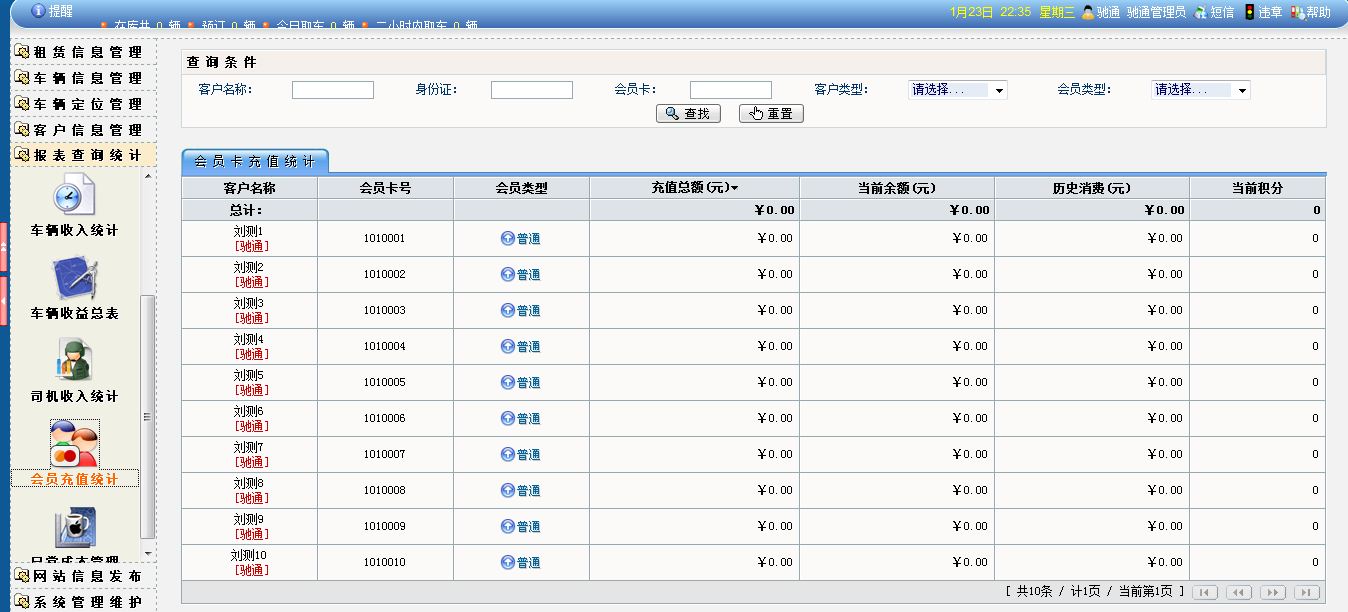 提醒
在库共 0 辆 预订 0 辆 今日取车 0 辆 二小时内取车 0 辆
1月23日 22:35 星期三 驰通 驰通管理员 短信 违章 帮助
租赁信息管理
车辆信息管理
车辆定位管理
客户信息管理
报表查询统计
车辆收入统计
车辆收益总表
司机收入统计
会员充值统计
日常成本管理
网站信息发布
系统管理维护
查询条件
客户名称: 身份证: 会员卡: 客户类型: 请选择... 会员类型: 请选择...
查找 重置
会员卡充值统计
客户名称 会员卡号 会员类型 充值总额(元) 当前余额(元) 历史消费(元) 当前积分
总计: ¥0.00 ¥0.00 ¥0.00 0
刘测1
[驰通] 1010001 普通 ¥0.00 ¥0.00 ¥0.00 0
刘测2
[驰通] 1010002 普通 ¥0.00 ¥0.00 ¥0.00 0
刘测3
[驰通] 1010003 普通 ¥0.00 ¥0.00 ¥0.00 0
刘测4
[驰通] 1010004 普通 ¥0.00 ¥0.00 ¥0.00 0
刘测5
[驰通] 1010005 普通 ¥0.00 ¥0.00 ¥0.00 0
刘测6
[驰通] 1010006 普通 ¥0.00 ¥0.00 ¥0.00 0
刘测7
[驰通] 1010007 普通 ¥0.00 ¥0.00 ¥0.00 0
刘测8
[驰通] 1010008 普通 ¥0.00 ¥0.00 ¥0.00 0
刘测9
[驰通] 1010009 普通 ¥0.00 ¥0.00 ¥0.00 0
刘测10
[驰通] 1010010 普通 ¥0.00 ¥0.00 ¥0.00 0
[ 共10条 / 计1页 / 当前第1页 ]